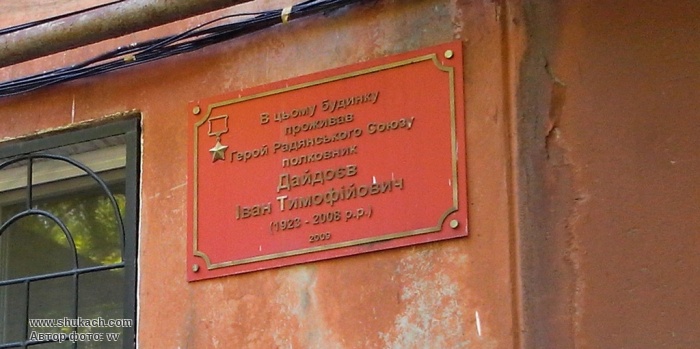 В цьому будинку
проживав
Герой Радянського Союзу
полковник
Дайдоєв
Іван Тимофійович
(1923 - 2008 р.р.)
2009
www.shukach.com
Автор фото: vv